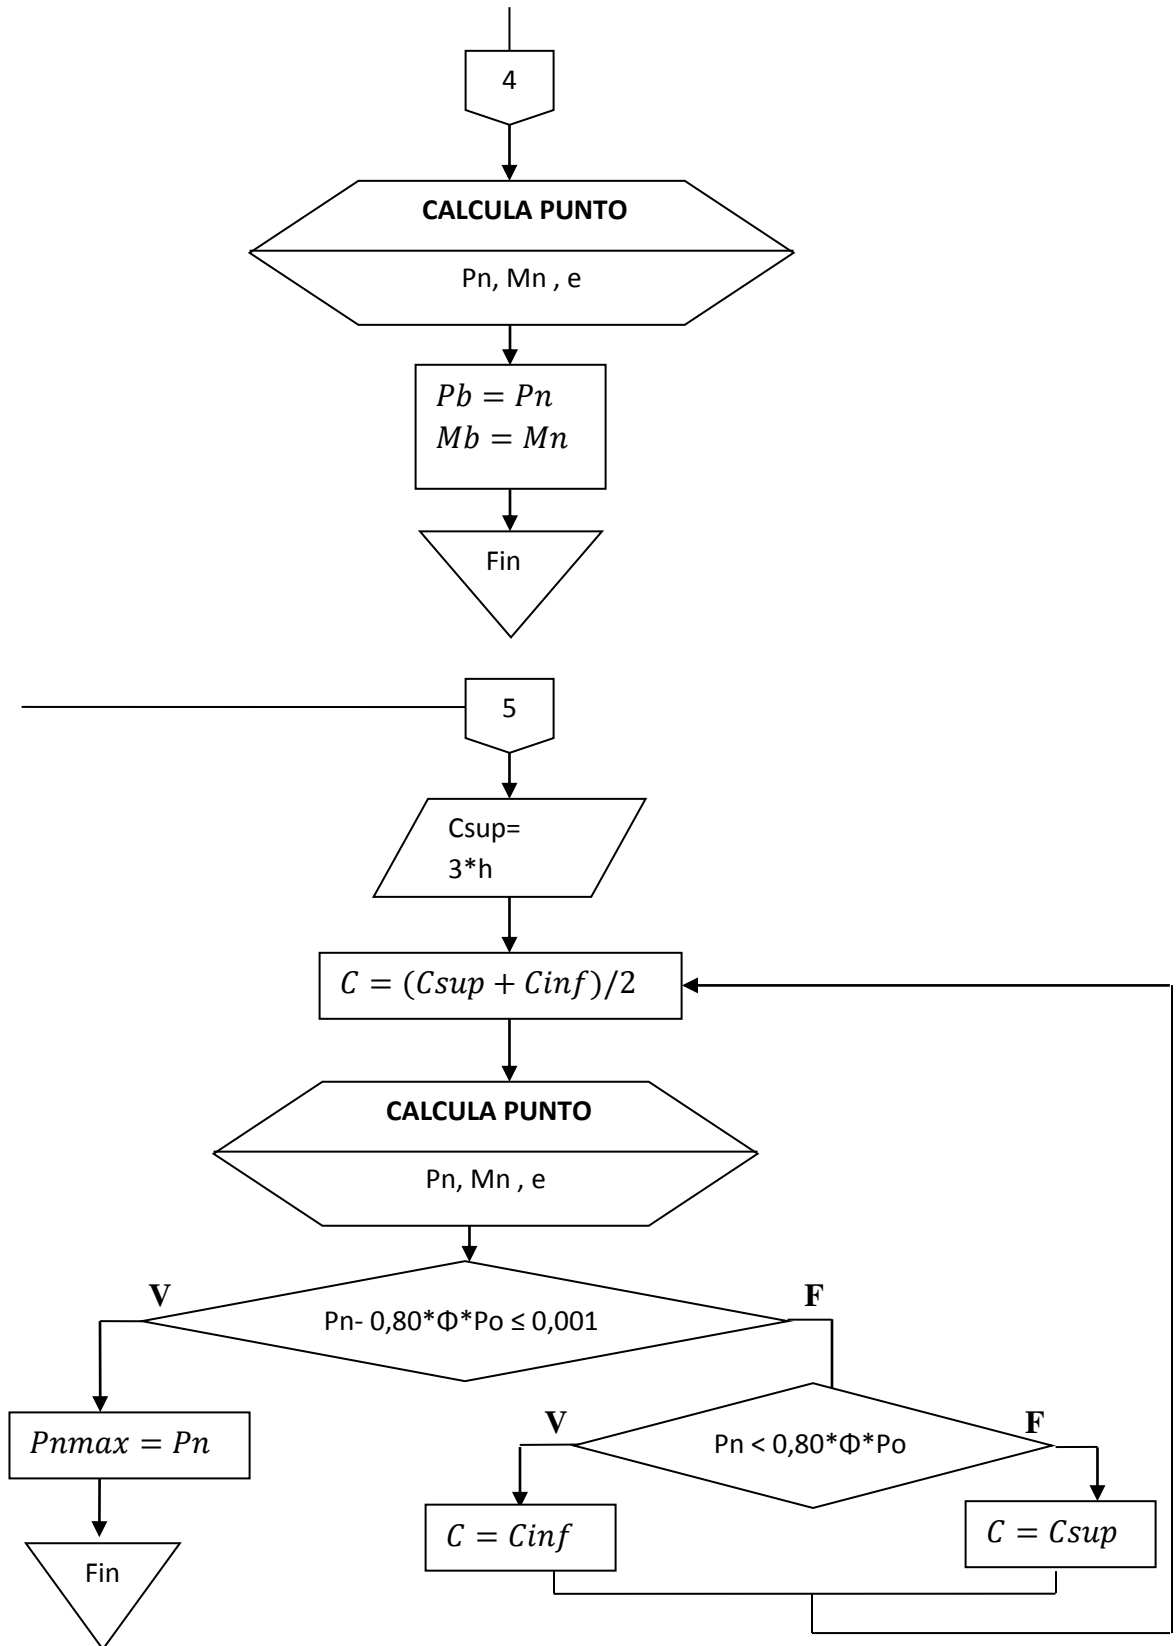 4
CALCULA PUNTO
Pn, Mn , e
Pb = Pn
Mb = Mn
Fin
5
Csup=
3*h
C = (Csup + Cinf)/2
CALCULA PUNTO
Pn, Mn , e
V
F
Pn- 0,80*Φ*Po ≤ 0,001
Pnmax = Pn
V
F
Pn < 0,80*Φ*Po
C = Cinf
C = Csup
Fin